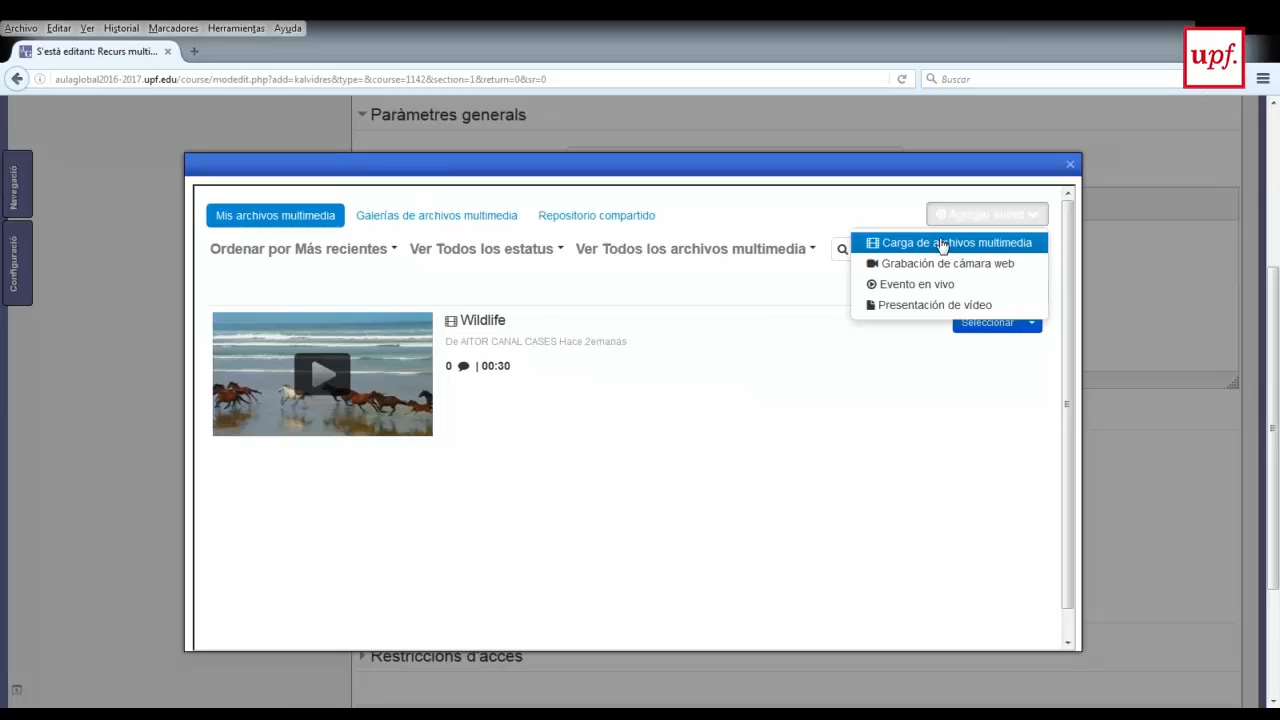 Archivo Editar Ver Historial Marcadores Herramientas Ayuda
S'està editant: Recurs multi... × +
upf.
aulaglobal2016-2017.upf.edu/course/modedit.php?add=kalvidres&type=&course=1142&section=1&return=0&sr=0
Buscar
Paràmetres generals
Navegació
Configuració
Mis archivos multimedia Galerías de archivos multimedia Repositorio compartido Agregar nuevo
Ordenar por Más recientes Ver Todos los estatus Ver Todos los archivos multimedia
Carga de archivos multimedia
Grabación de cámara web
Evento en vivo
Presentación de vídeo
Wildlife
Seleccionar
De AITOR CANAL CASES Hace 2emanas
0 | 00:30
Restriccions d'accés